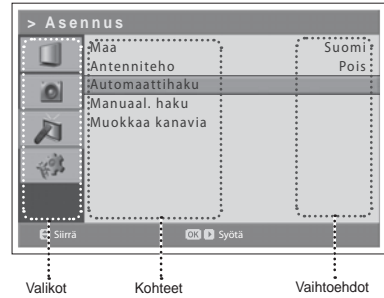 > Asennus
Maa Suomi
Antenniteho Pois
Automaattihaku
Manuaal. haku
Muokkaa kanavia
Siirrä OK Syötä
Valikot Kohteet Vaihtoehdot